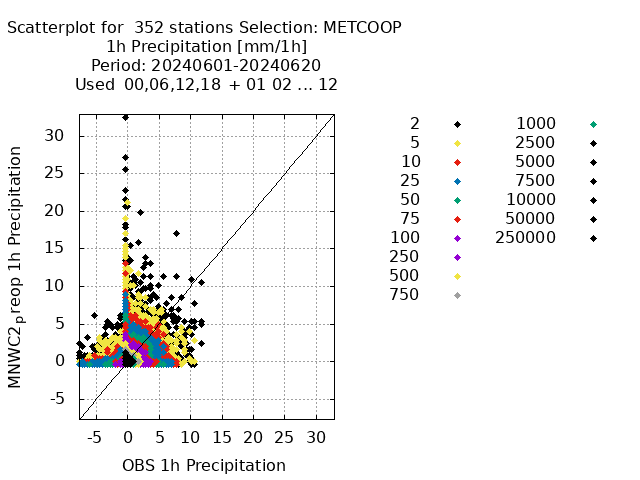 Scatterplot for 352 stations Selection: METCOOP
1h Precipitation [mm/1h]
Period: 20240601-20240620
Used 00,06,12,18 + 01 02 ... 12
MNWC2preop 1h Precipitation
30
25
20
15
10
5
0
-5
-5 0 5 10 15 20 25 30
OBS 1h Precipitation
2 1000
5 2500
10 5000
25 7500
50 10000
75 50000
100 250000
250
500
750